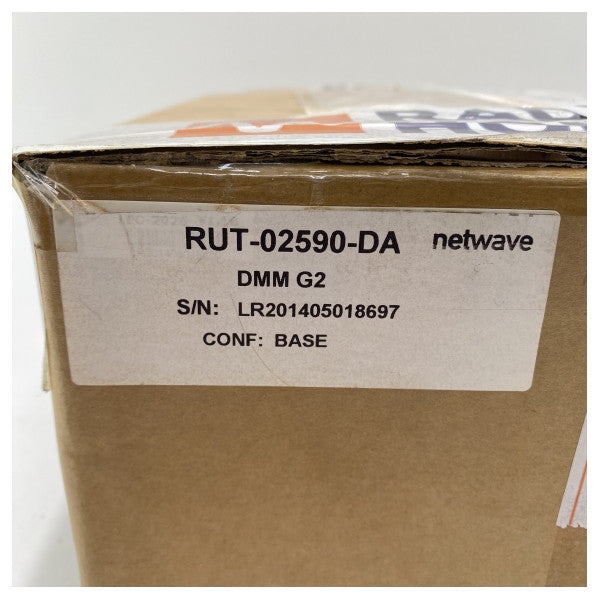 RUT-02590-DA netwave
DMM G2
S/N: LR201405018697
CONF: BASE